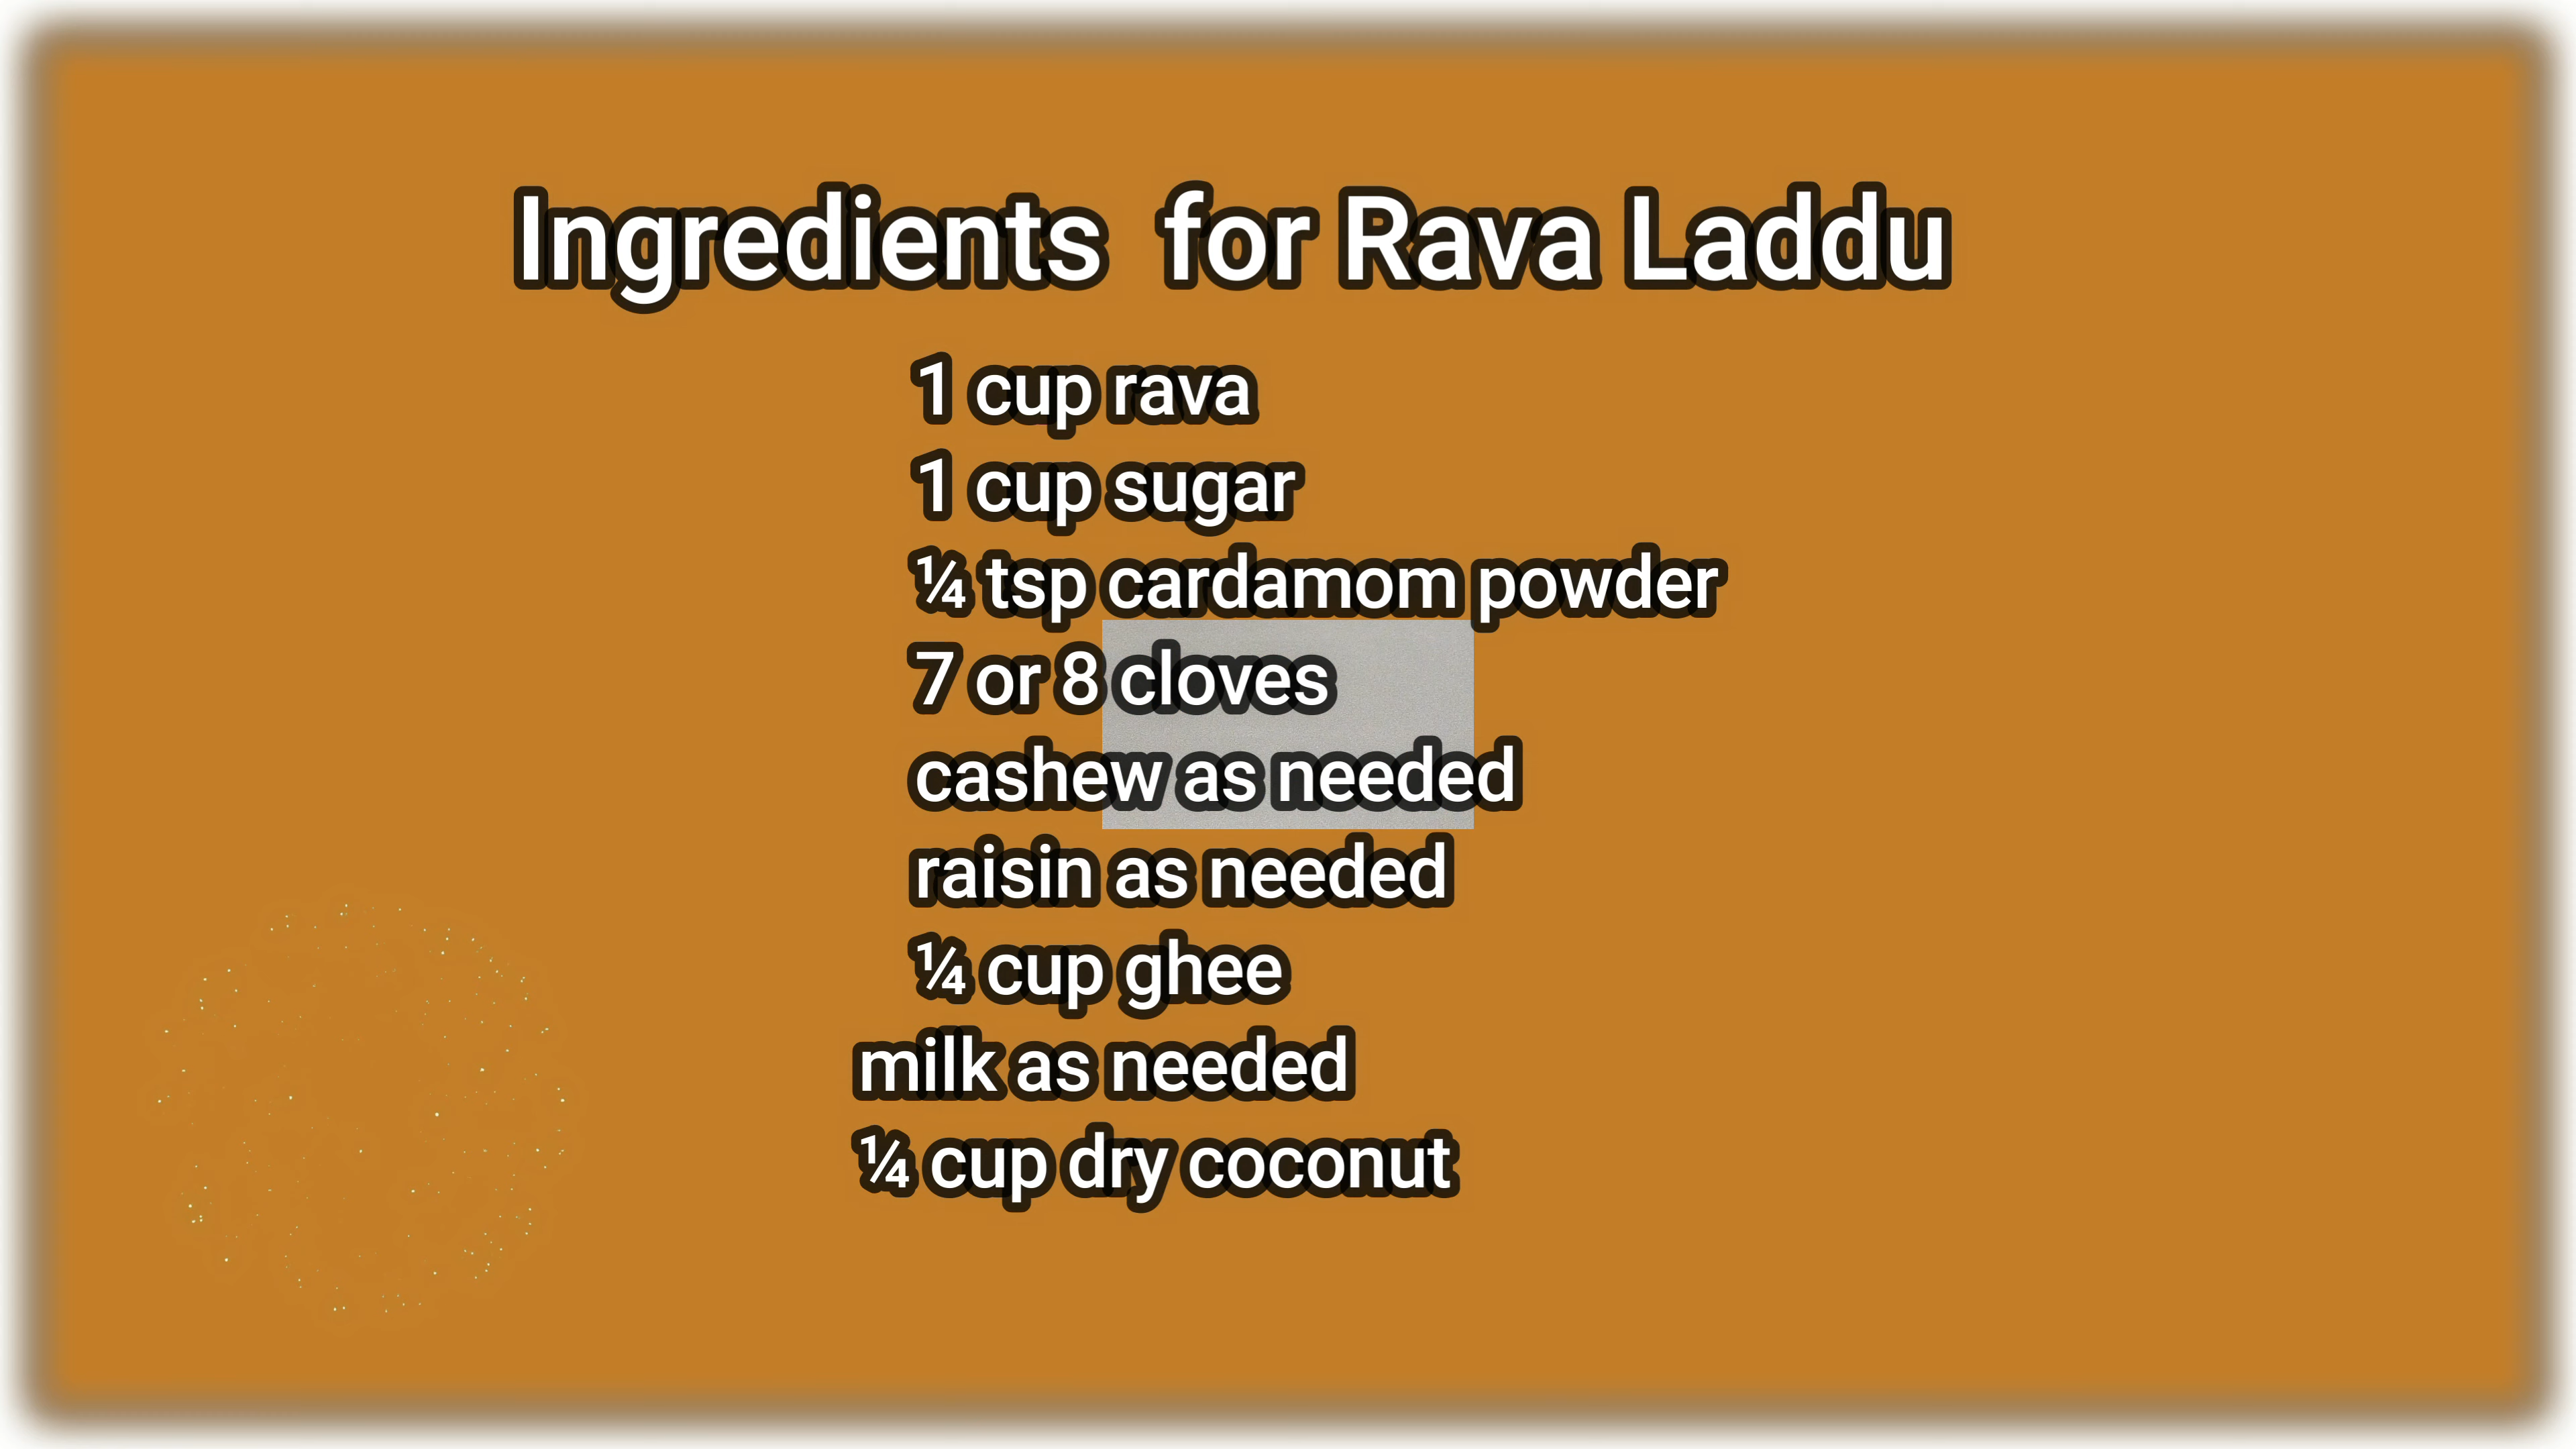 Ingredients for Rava Laddu
1 cup rava
1 cup sugar
¼ tsp cardamom powder
7 or 8 cloves
cashew as needed
raisin as needed
¼ cup ghee
milk as needed
¼ cup dry coconut